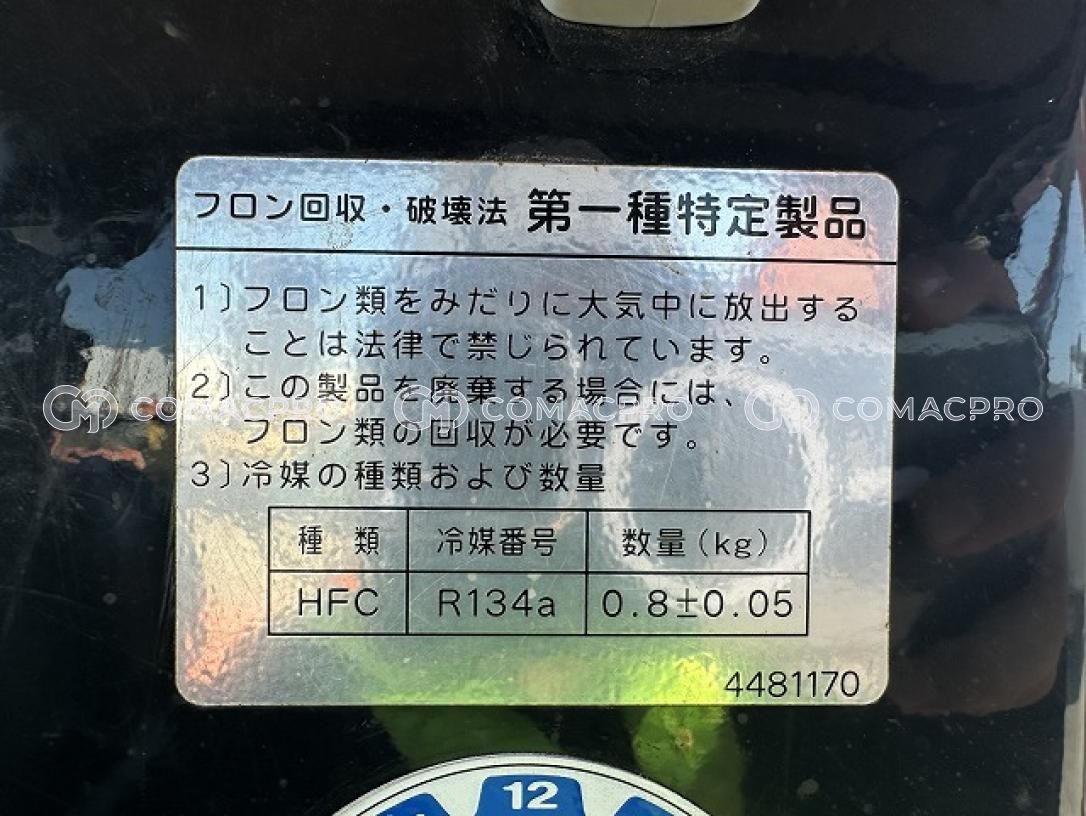 フロン回収・破壊法 第一種特定製品
1)フロン類をみだりに大気中に放出する
ことは法律で禁じられています。
2)この製品を廃棄する場合には、
COMACPRO COMACPRO COMACPRO
フロン類の回収が必要です。
3)冷媒の種類および数量
種 類 冷媒番号 数量(kg)
HFC R134a 0.8±0.05
4481170
12